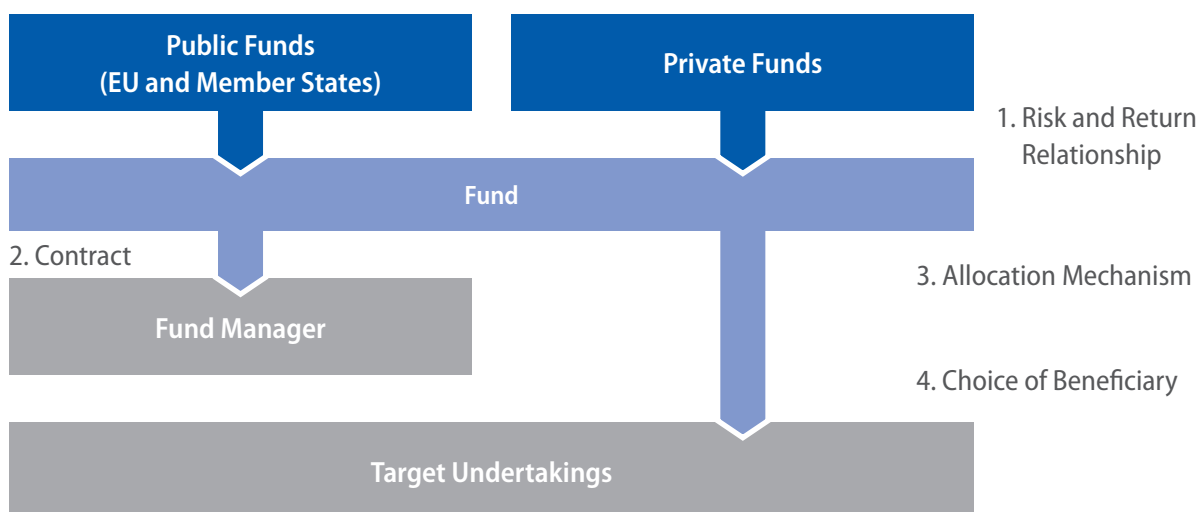 Public Funds
(EU and Member States)
Private Funds
1. Risk and Return
Relationship
Fund
2. Contract
3. Allocation Mechanism
Fund Manager
4. Choice of Beneficiary
Target Undertakings